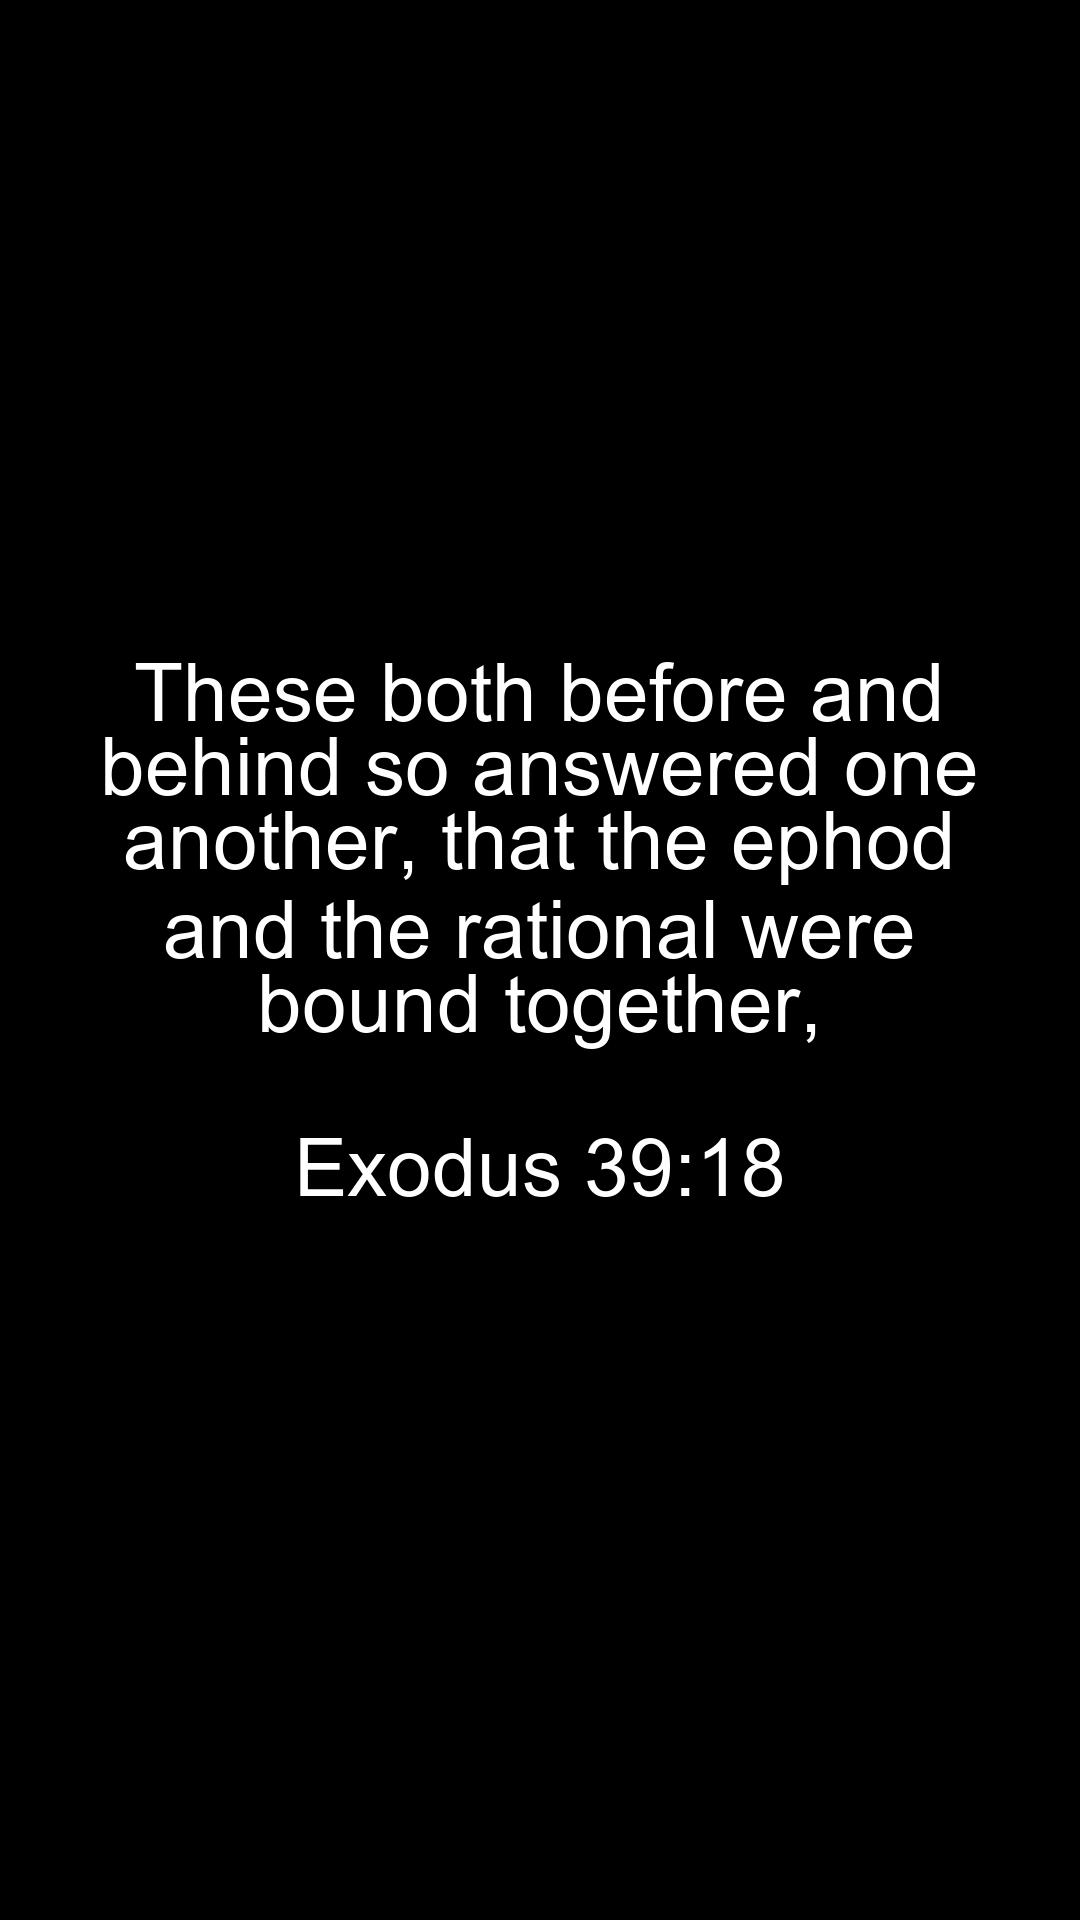 These both before and
behind so answered one
another, that the ephod
and the rational were
bound together,
Exodus 39:18